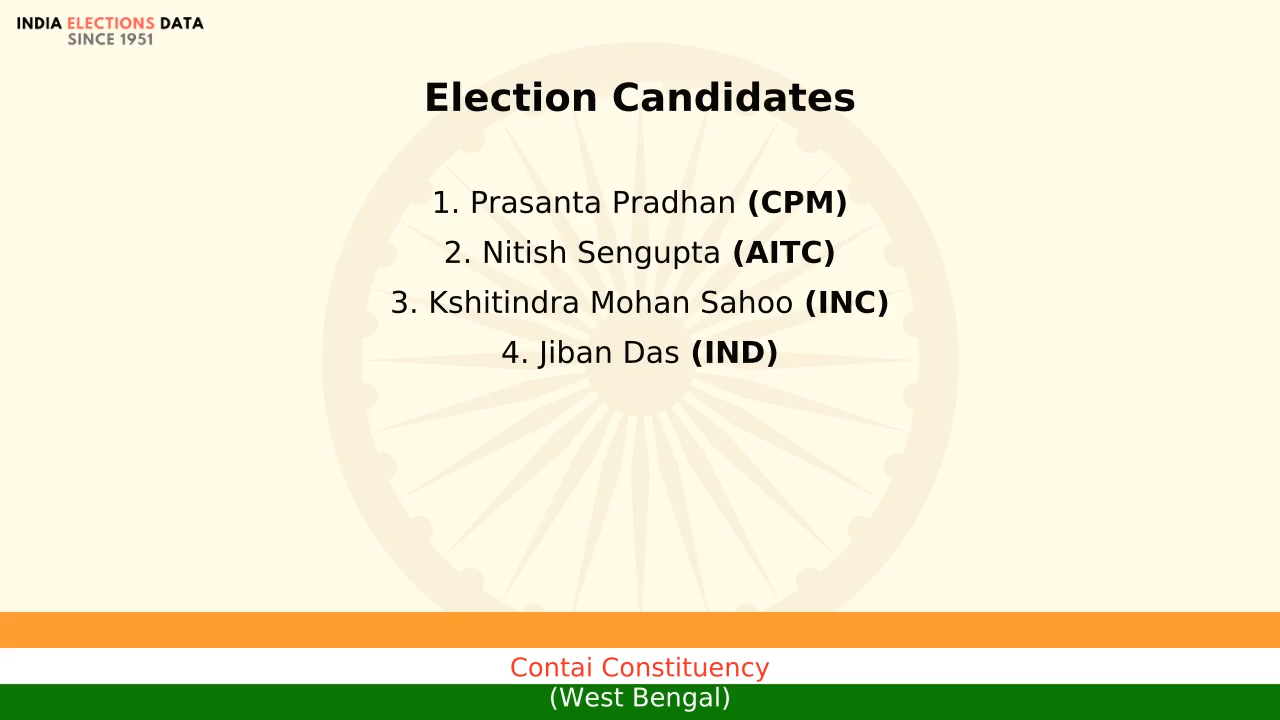 INDIA ELECTIONS DATA
SINCE 1951
Election Candidates
1. Prasanta Pradhan (CPM)
2. Nitish Sengupta (AITC)
3. Kshitindra Mohan Sahoo (INC)
4. Jiban Das (IND)
Contai Constituency
(West Bengal)